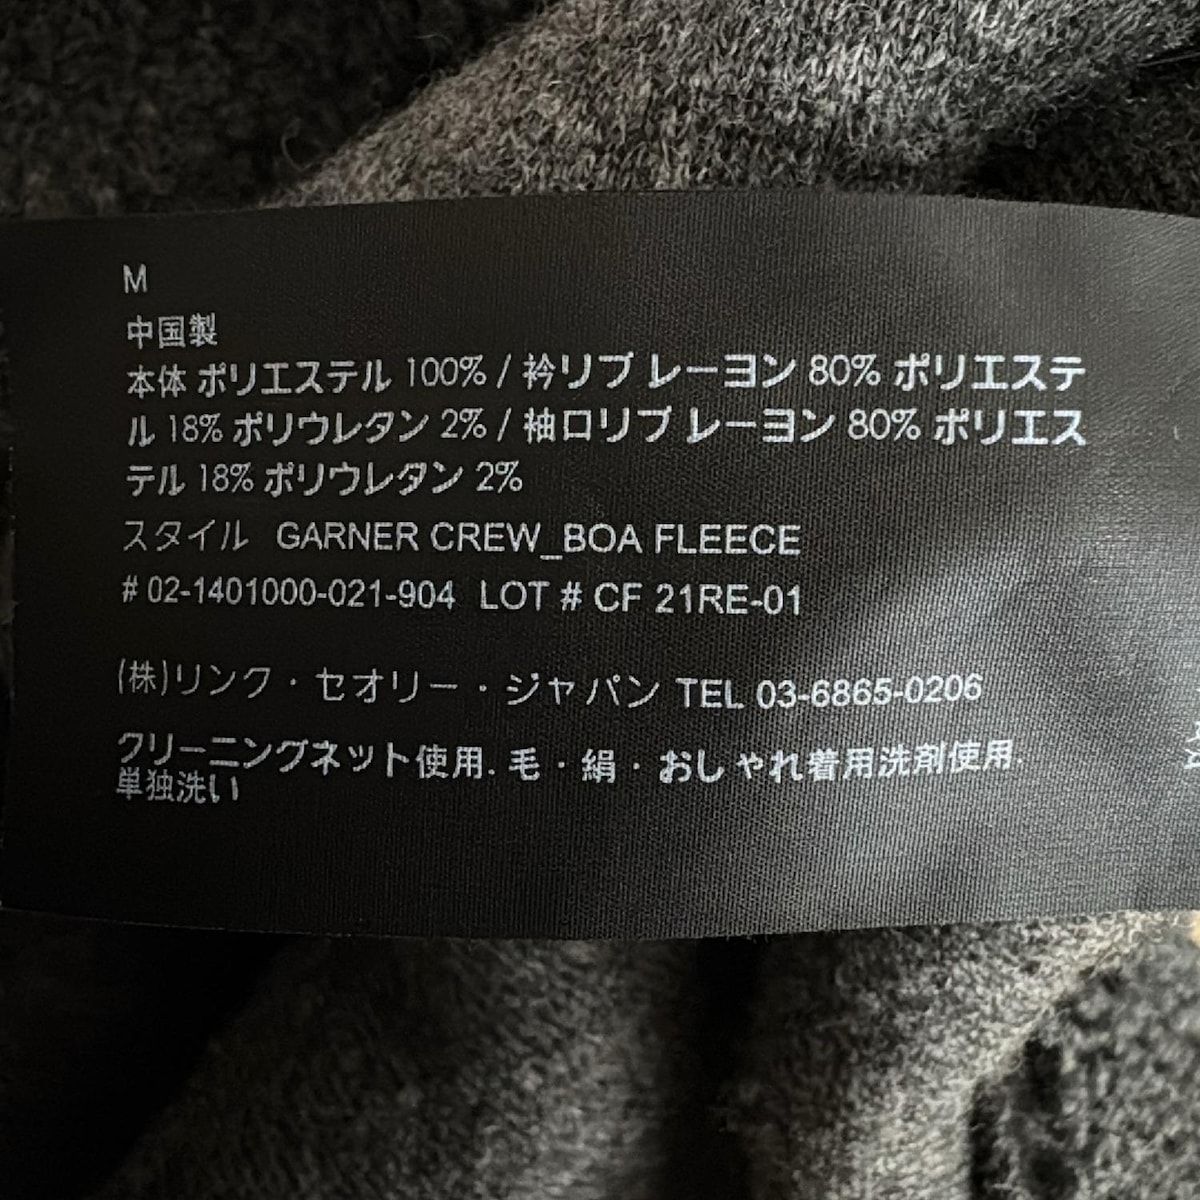 M
中国製
本体 ポリエステル 100% / 衿リブ レーヨン 80% ポリエステ
ル 18% ポリウレタン 2% / 袖口リブ レーヨン 80% ポリエス
テル 18% ポリウレタン 2%
スタイル GARNER CREW_BOA FLEECE
# 02-1401000-021-904 LOT # CF 21RE-01
(株)リンク・セオリー・ジャパン TEL 03-6865-0206
クリーニングネット使用. 毛・絹・おしゃれ着用洗剤使用.
単独洗い